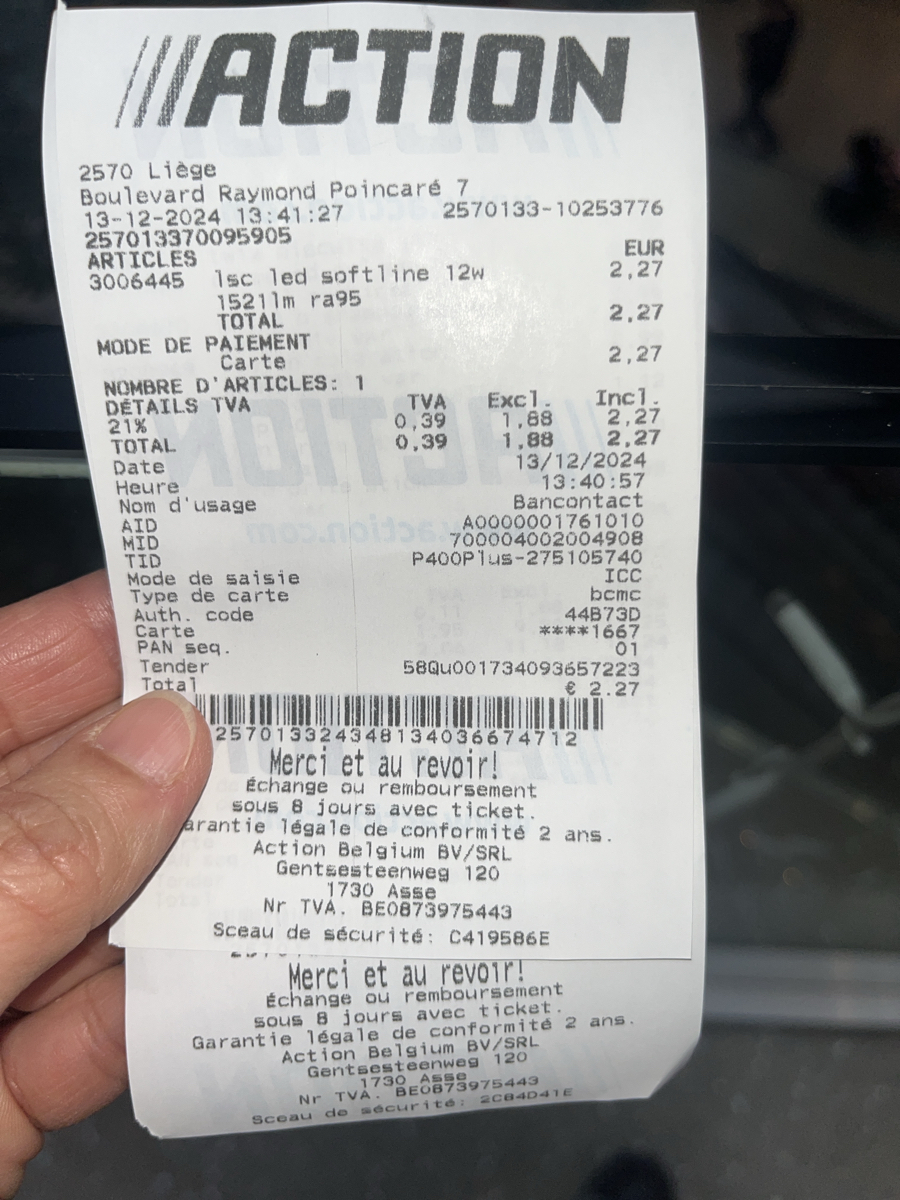 ACTION
2570 Liège
Boulevard Raymond Poincaré 7
13-12-2024 13:41:27 2570133-10253776
257013370095905
ARTICLES EUR
3006445 lsc led softline 12w 2,27
1521lm ra95
TOTAL 2,27
MODE DE PAIEMENT
Carte 2,27
NOMBRE D'ARTICLES: 1
DÉTAILS TVA TVA Excl. Incl.
21% 0,39 1,88 2,27
TOTAL 0,39 1,88 2,27
Date 13/12/2024
Heure 13:40:57
Nom d'usage Bancontact
AID A0000001761010
MID 700004002004908
TID P400Plus-275105740
Mode de saisie ICC
Type de carte bcmc
Auth. code 44B73D
Carte ****1667
PAN seq. 01
Tender 58Qu001734093657223
Total € 2.27
257013324348134036674712
Merci et au revoir!
Échange ou remboursement
sous 8 jours avec ticket.
arantie légale de conformité 2 ans.
Action Belgium BV/SRL
Gentsesteenweg 120
1730 Asse
Nr TVA. BE0873975443
Sceau de sécurité: C419586E
Merci et au revoir!
Échange ou remboursement
sous 8 jours avec ticket.
Garantie légale de conformité 2 ans.
Action Belgium BV/SRL
Gentsesteenweg 120
1730 Asse
Nr TVA. BE0873975443
Sceau de sécurité: 2C84D41E